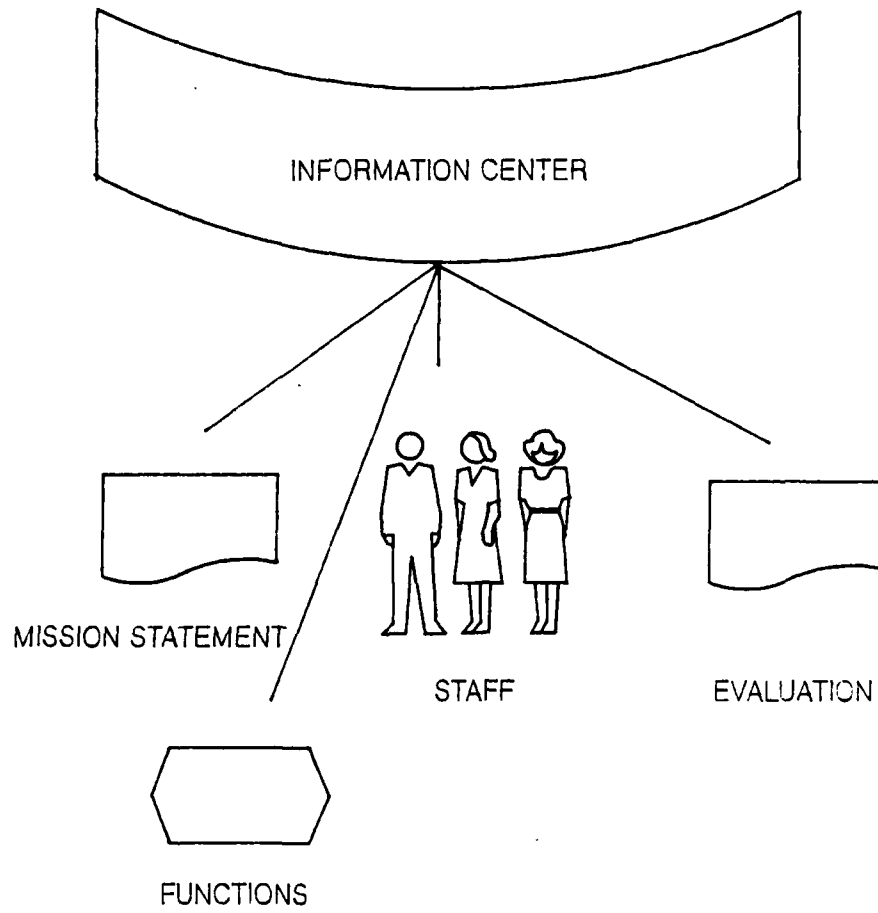 INFORMATION CENTER
MISSION STATEMENT
STAFF
EVALUATION
FUNCTIONS